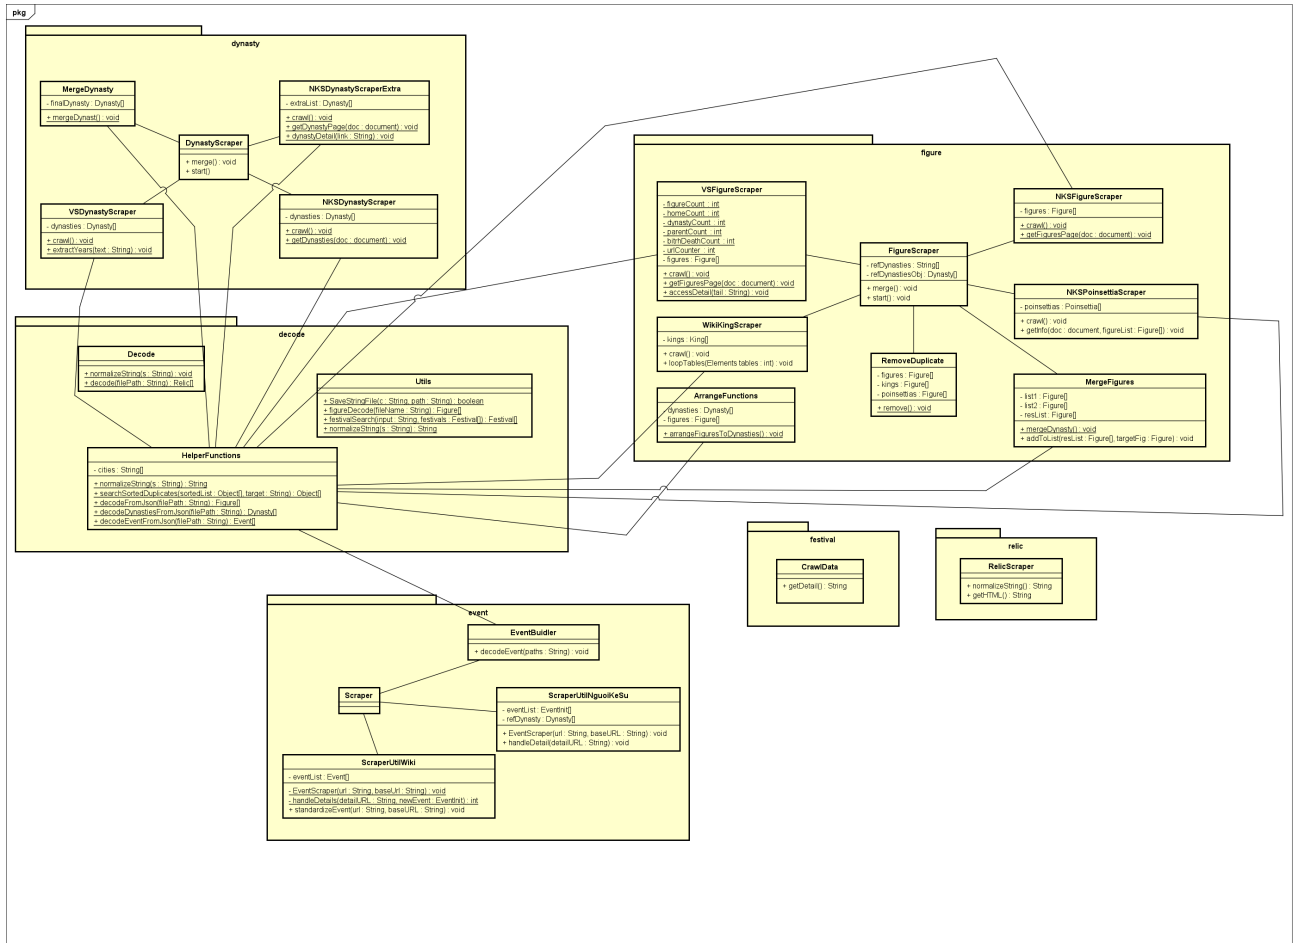 pkg
dynasty
MergeDynasty
- finalDynasty : Dynasty[]
+ mergeDynast() : void
NKSDynastyScraperExtra
- extraList : Dynasty[]
+ crawl() : void
+ getDynastyPage(doc : document) : void
+ dynastyDetail(link : String) : void
DynastyScraper
+ merge() : void
+ start()
VSDynastyScraper
- dynasties : Dynasty[]
+ crawl() : void
+ extractYears(text : String) : void
NKSDynastyScraper
- dynasties : Dynasty[]
+ crawl() : void
+ getDynasties(doc : document) : void
figure
VSFigureScraper
- figureCount : int
- homeCount : int
- dynastyCount : int
- parentCount : int
- bitrhDeathCount : int
- urlCounter : int
- figures : Figure[]
+ crawl() : void
+ getFiguresPage(doc : document) : void
+ accessDetail(tail : String) : void
NKSFigureScraper
- figures : Figure[]
+ crawl() : void
+ getFiguresPage(doc : document) : void
FigureScraper
- refDynasties : String[]
- refDynastiesObj : Dynasty[]
+ merge() : void
+ start() : void
NKSPoinsettiaScraper
- poinsettias : Poinsettia[]
+ crawl() : void
+ getInfo(doc : document, figureList : Figure[]) : void
WikiKingScraper
- kings : King[]
+ crawl() : void
+ loopTables(Elements tables : int) : void
RemoveDuplicate
- figures : Figure[]
- kings : Figure[]
- poinsettias : Figure[]
+ remove() : void
MergeFigures
- list1 : Figure[]
- list2 : Figure[]
- resList : Figure[]
+ mergeDynasty() : void
+ addToList(resList : Figure[], targetFig : Figure) : void
ArrangeFunctions
- dynasties : Dynasty[]
- figures : Figure[]
+ arrangeFiguresToDynasties() : void
decode
Decode
+ normalizeString(s : String) : void
+ decode(filePath : String) : Relic[]
Utils
+ SaveStringFile(c : String, path : String) : boolean
+ figureDecode(fileName : String) : Figure[]
+ festivalSearch(input : String, festivals : Festival[]) : Festival[]
+ normalizeString(s : String) : String
HelperFunctions
- cities : String[]
+ normalizeString(s : String) : String
+ searchSortedDuplicates(sortedList : Object[], target : String) : Object[]
+ decodeFromJson(filePath : String) : Figure[]
+ decodeDynastiesFromJson(filePath : String) : Dynasty[]
+ decodeEventFromJson(filePath : String) : Event[]
festival
CrawlData
+ getDetail() : String
relic
RelicScraper
+ normalizeString() : String
+ getHTML() : String
event
EventBuidler
+ decodeEvent(paths : String) : void
Scraper
ScraperUtilNguoiKeSu
- eventList : EventInit[]
- refDynasty : Dynasty[]
+ EventScraper(url : String, baseURL : String) : void
+ handleDetail(detailURL : String) : void
ScraperUtilWiki
- eventList : Event[]
- EventScraper(url : String, baseUrl : String) : void
- handleDetails(detailURL : String, newEvent : EventInit) : int
+ standardizeEvent(url : String, baseURL : String) : void